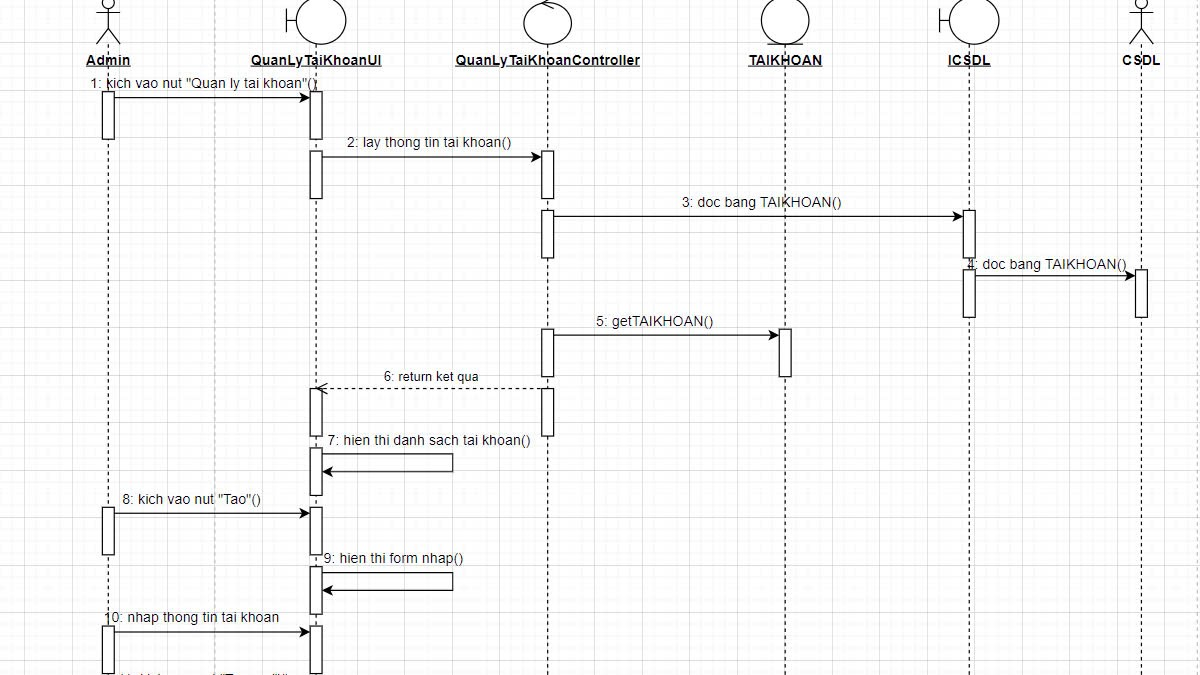 Admin
QuanLyTaiKhoanUI
QuanLyTaiKhoanController
TAIKHOAN
ICSDL
CSDL
1: kich vao nut "Quan ly tai khoan"()
2: lay thong tin tai khoan()
3: doc bang TAIKHOAN()
4: doc bang TAIKHOAN()
5: getTAIKHOAN()
6: return ket qua
7: hien thi danh sach tai khoan()
8: kich vao nut "Tao"()
9: hien thi form nhap()
10: nhap thong tin tai khoan